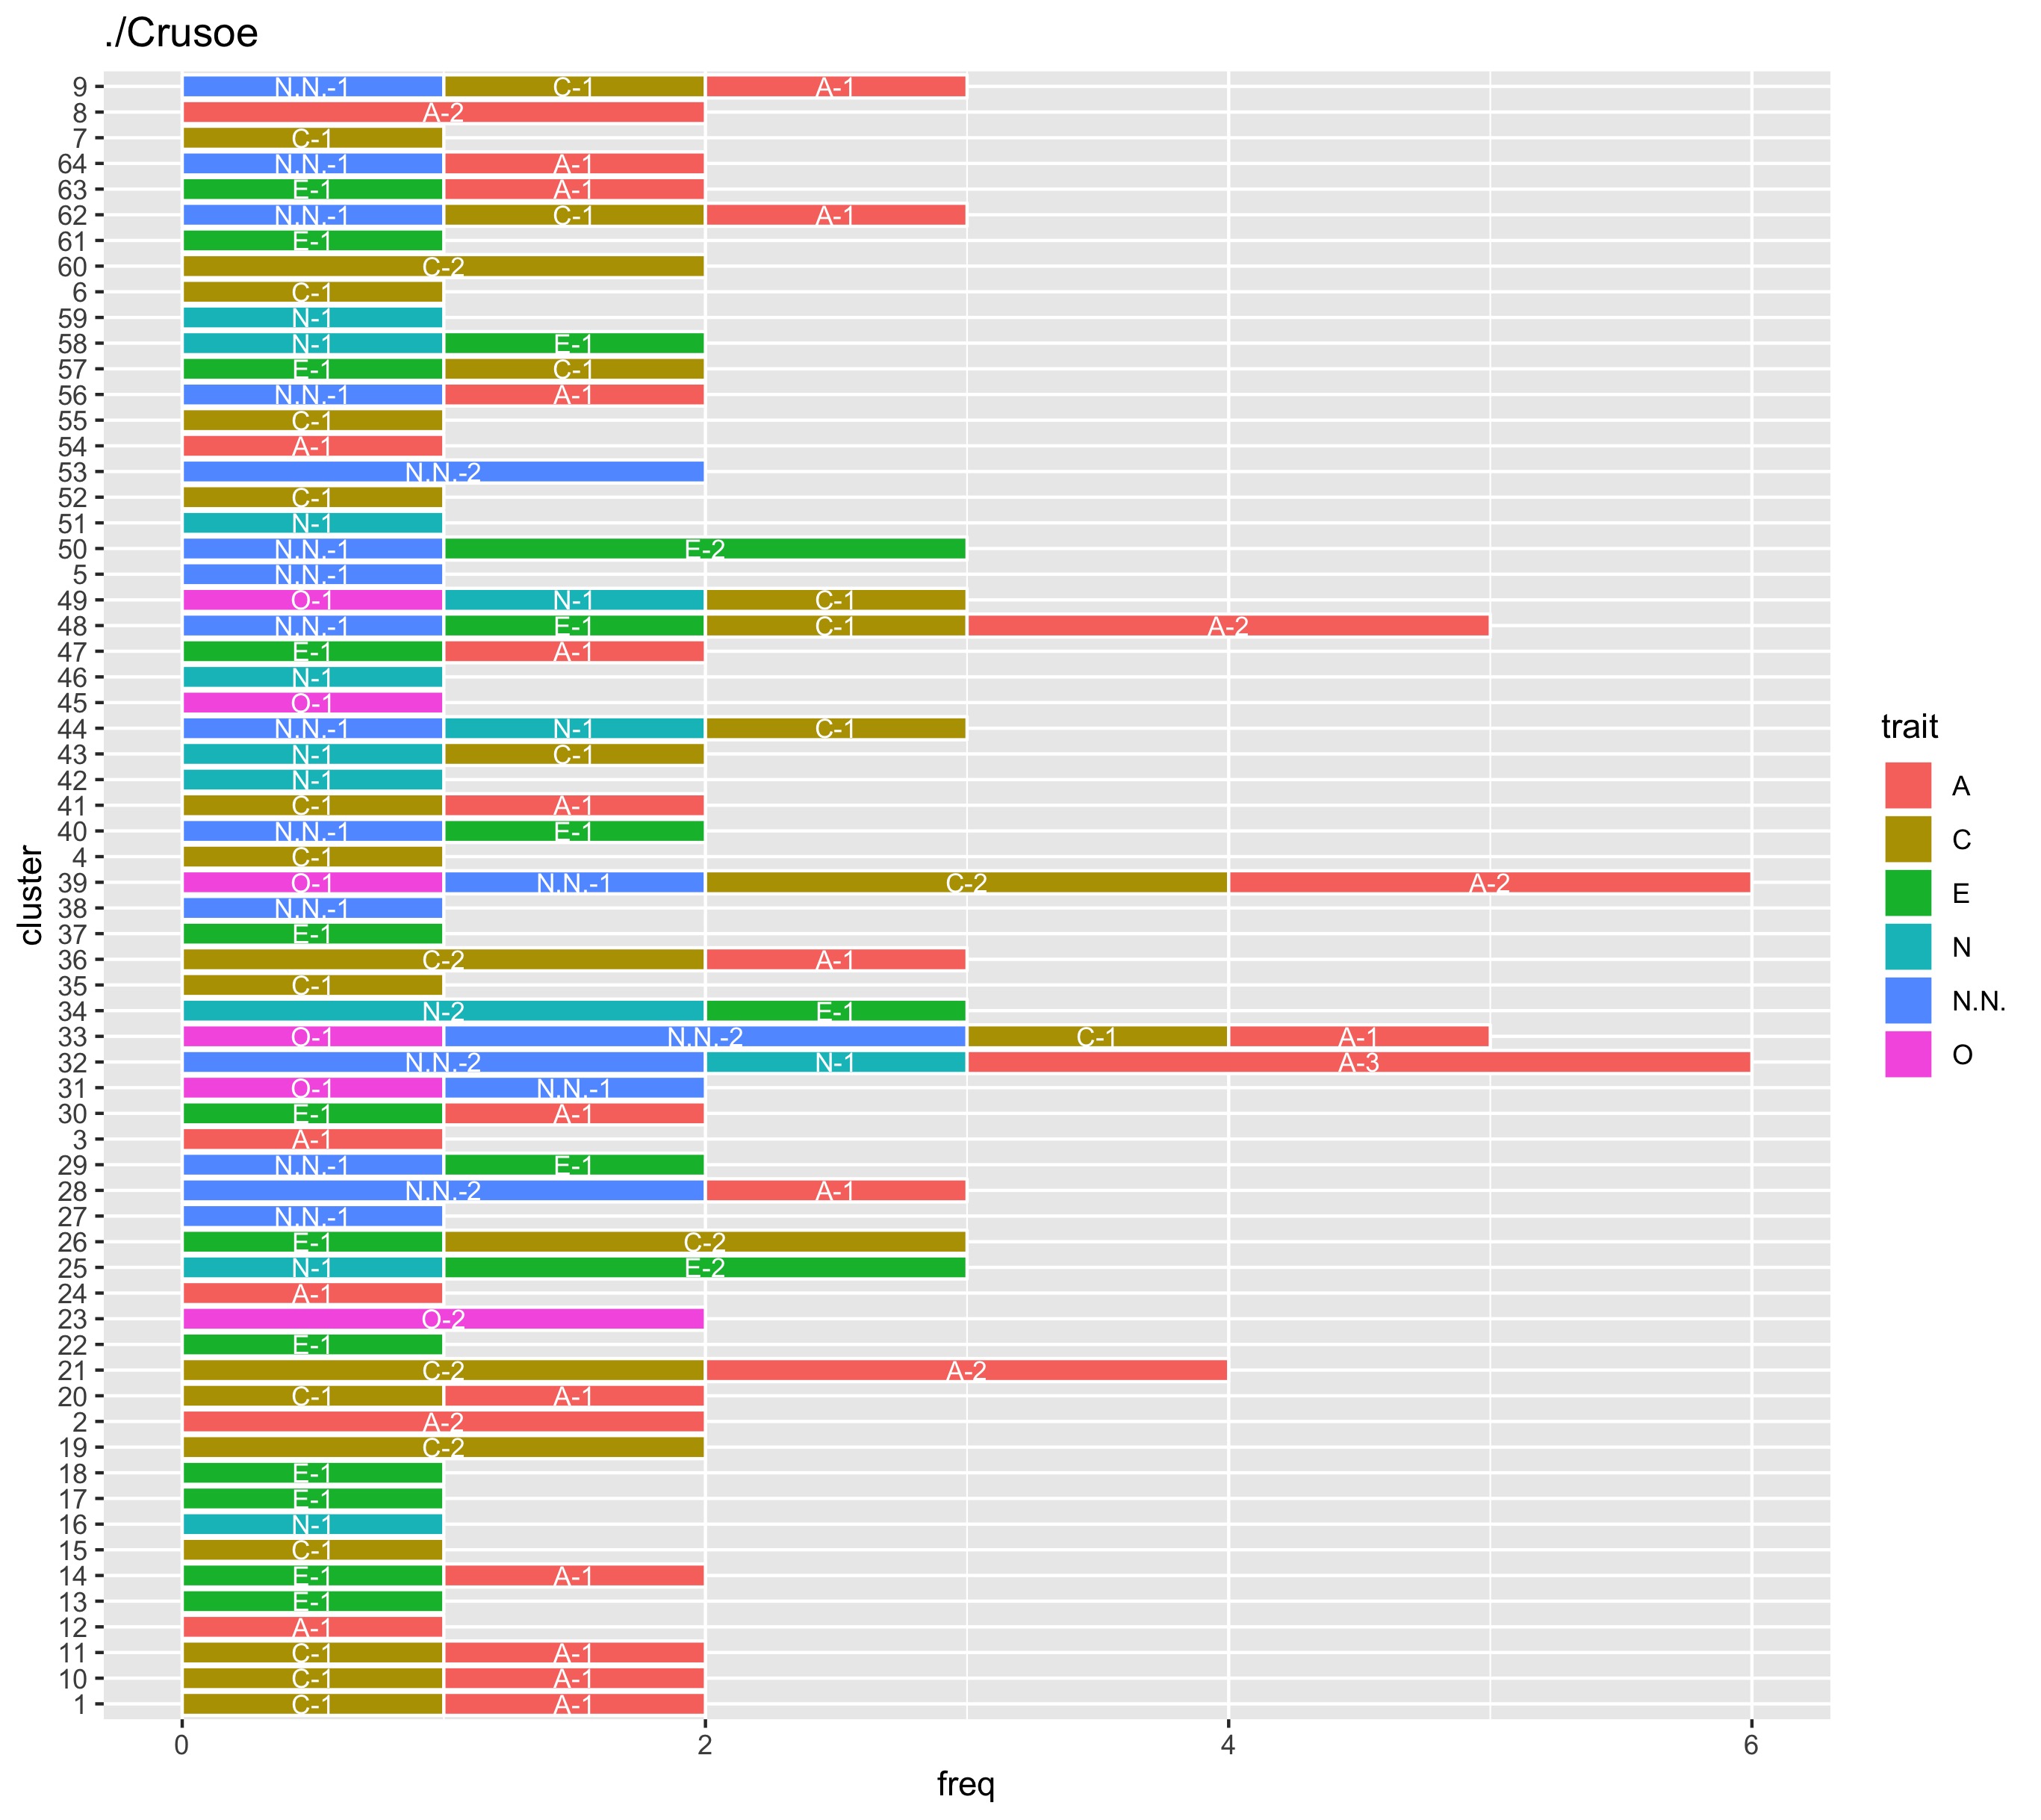 ./Crusoe
9 N.N.-1 C-1 A-1
8 A-2
7 C-1
64 N.N.-1 A-1
63 E-1 A-1
62 N.N.-1 C-1 A-1
61 E-1
60 C-2
6 C-1
59 N-1
58 N-1 E-1
57 E-1 C-1
56 N.N.-1 A-1
55 C-1
54 A-1
53 N.N.-2
52 C-1
51 N-1
50 N.N.-1 E-2
5 N.N.-1
49 O-1 N-1 C-1
48 N.N.-1 E-1 C-1 A-2
47 E-1 A-1
46 N-1
45 O-1
44 N.N.-1 N-1 C-1
43 N-1 C-1
42 N-1
41 C-1 A-1
40 N.N.-1 E-1
4 C-1
39 O-1 N.N.-1 C-2 A-2
38 N.N.-1
37 E-1
36 C-2 A-1
35 C-1
34 N-2 E-1
33 O-1 N.N.-2 C-1 A-1
32 N.N.-2 N-1 A-3
31 O-1 N.N.-1
30 E-1 A-1
3 A-1
29 N.N.-1 E-1
28 N.N.-2 A-1
27 N.N.-1
26 E-1 C-2
25 N-1 E-2
24 A-1
23 O-2
22 E-1
21 C-2 A-2
20 C-1 A-1
2 A-2
19 C-2
18 E-1
17 E-1
16 N-1
15 C-1
14 E-1 A-1
13 E-1
12 A-1
11 C-1 A-1
10 C-1 A-1
1 C-1 A-1
0 2 4 6
freq
cluster
trait
A
C
E
N
N.N.
O